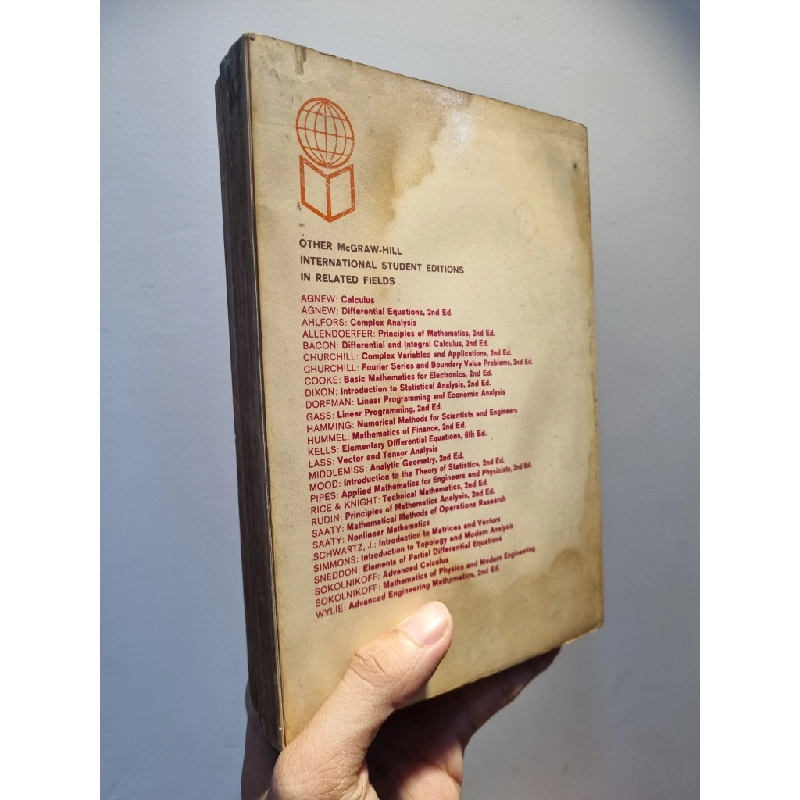 OTHER McGRAW-HILL
INTERNATIONAL STUDENT EDITIONS
IN RELATED FIELDS
AGNEW: Calculus
AGNEW: Differential Equations, 2nd Ed.
AHLFORS: Complex Analysis
ALLENDOERFER: Principles of Mathematics, 2nd Ed.
BACON: Differential and Integral Calculus, 2nd Ed.
CHURCHILL: Complex Variables and Applications, 2nd Ed.
CHURCHILL: Fourier Series and Boundary Value Problems, 2nd Ed.
COOKE: Basic Mathematics for Electronics, 2nd Ed.
DIXON: Introduction to Statistical Analysis, 2nd Ed.
DORFMAN: Linear Programming and Economic Analysis
GASS: Linear Programming, 2nd Ed.
HAMMING: Numerical Methods for Scientists and Engineers
HUMMEL: Mathematics of Finance, 2nd Ed.
KELLS: Elementary Differential Equations, 6th Ed.
LASS: Vector and Tensor Analysis
MIDDLEMISS: Analytic Geometry, 2nd Ed.
MOOD: Introduction to the Theory of Statistics, 2nd Ed.
PIPES: Applied Mathematics for Engineers and Physicists, 2nd Ed.
RICE & KNIGHT: Technical Mathematics, 2nd Ed.
RUDIN: Principles of Mathematics Analysis, 2nd Ed.
SAATY: Mathematical Methods of Operations Research
SAATY: Nonlinear Mathematics
SCHWARTZ, J.: Introduction to Matrices and Vectors
SIMMONS: Introduction to Topology and Modern Analysis
SNEDDON: Elements of Partial Differential Equations
SOKOLNIKOFF: Advanced Calculus
SOKOLNIKOFF: Mathematics of Physics and Modern Engineering
WYLIE: Advanced Engineering Mathematics, 2nd Ed.